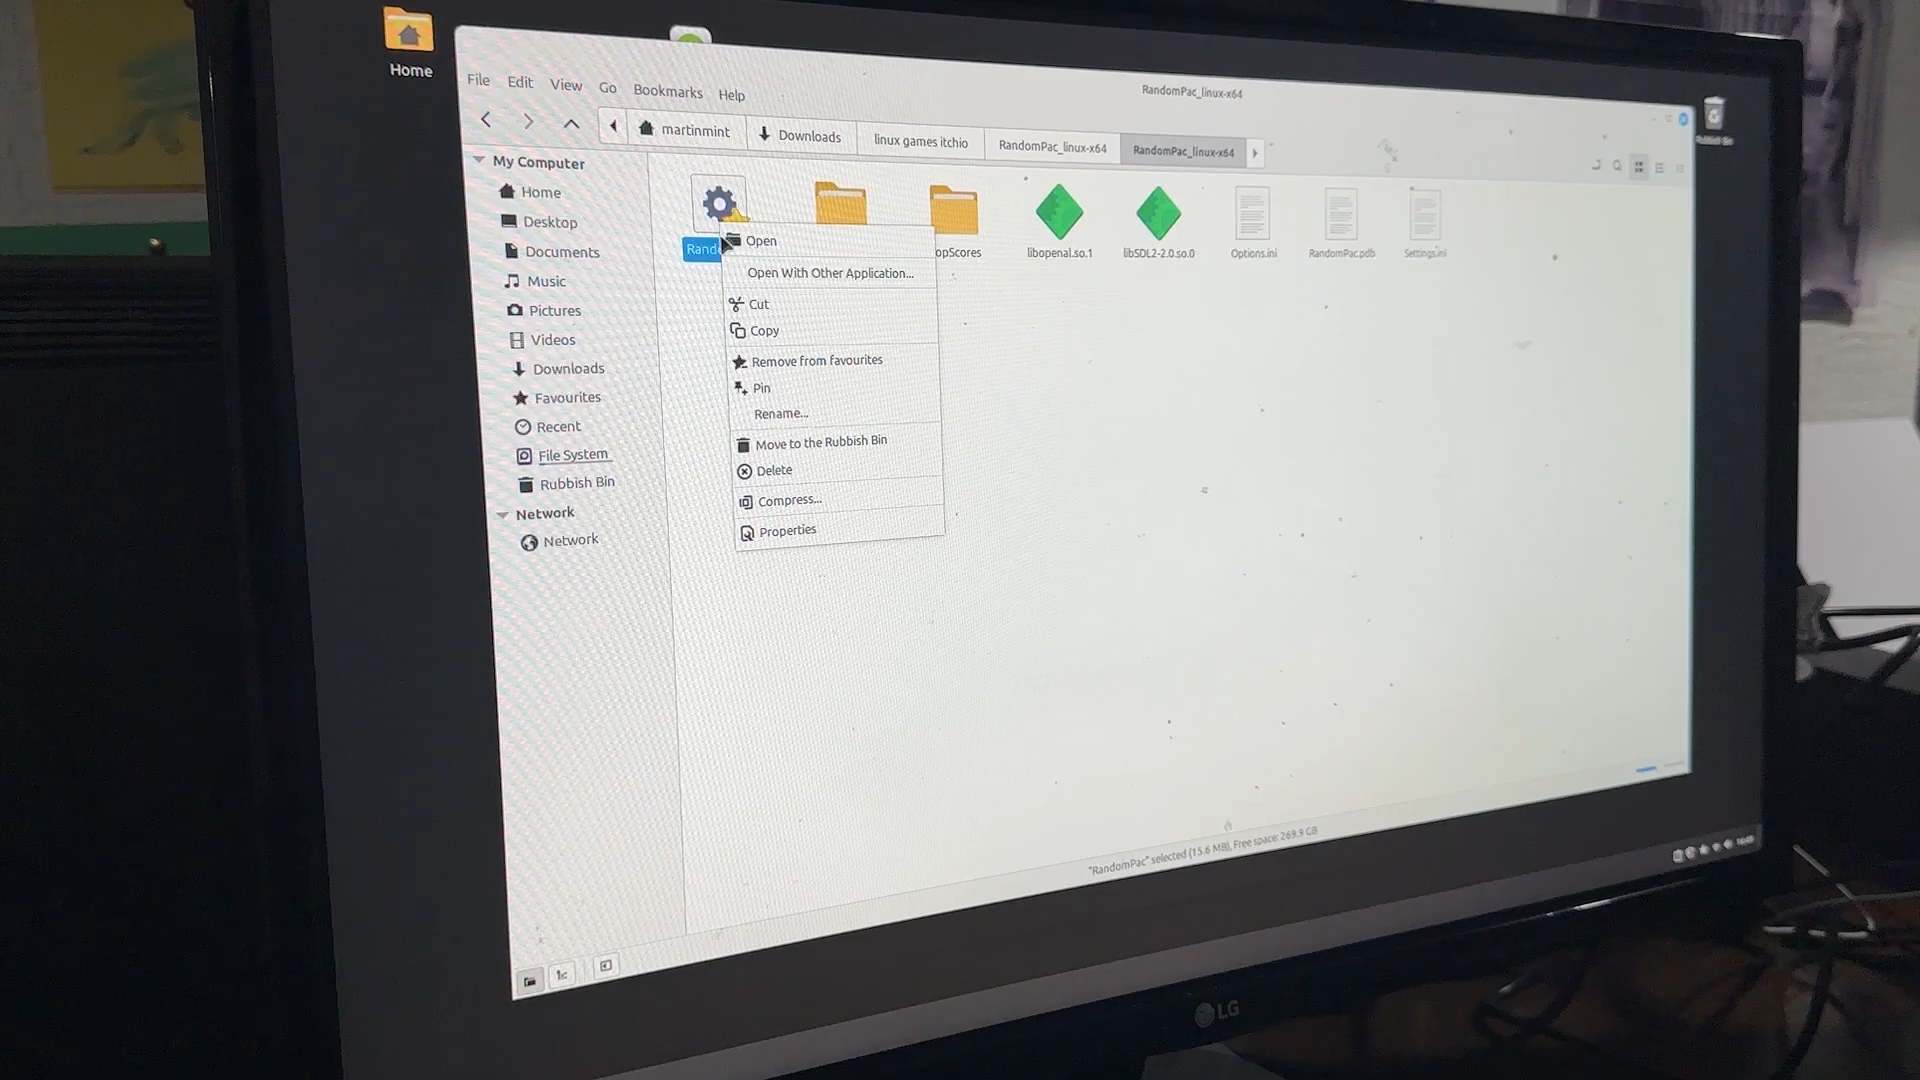 Home
RandomPac_linux-x64
File Edit View Go Bookmarks Help
martinmint Downloads linux games itchio RandomPac_linux-x64 RandomPac_linux-x64
My Computer
Home
Desktop
Documents
Music
Pictures
Videos
Downloads
Favourites
Recent
File System
Rubbish Bin
Network
Network
Rand
opScores
libopenal.so.1
libSDL2-2.0.so.0
Options.ini
RandomPac.pdb
Settings.ini
Open
Open With Other Application...
Cut
Copy
Remove from favourites
Pin
Rename...
Move to the Rubbish Bin
Delete
Compress...
Properties
"RandomPac" selected (15.6 MB), Free space: 269.9 GB
Rubbish Bin
LG